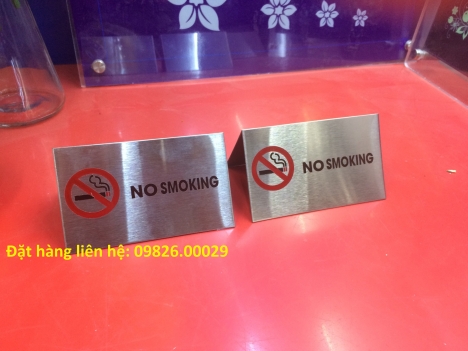 NO SMOKING
NO SMOKING
Đặt hàng liên hệ: 09826.00029